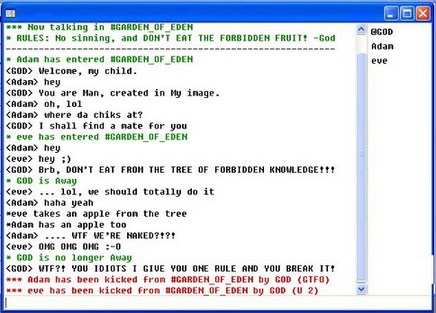 *** Now talking in #GARDEN_OF_EDEN
* RULES: No sinning, and DON'T EAT THE FORBIDDEN FRUIT! -God
* Adam has entered #GARDEN_OF_EDEN
<GOD> Welcome, my child.
<Adam> hey
<GOD> You are Man, created in My image.
<Adam> oh, lol
<Adam> where da chiks at?
<GOD> I shall find a mate for you
* eve has entered #GARDEN_OF_EDEN
<Adam> hey
<eve> hey ;)
<GOD> Brb, DON'T EAT FROM THE TREE OF FORBIDDEN KNOWLEDGE!!!
* GOD is Away
<eve> ... lol, we should totally do it
<Adam> haha yeah
*eve takes an apple from the tree
*Adam has an apple too
<Adam> .... WTF WE'RE NAKED?!?!
<eve> OMG OMG OMG :-O
* GOD is no longer Away
<GOD> WTF?! YOU IDIOTS I GIVE YOU ONE RULE AND YOU BREAK IT!
*** Adam has been kicked from #GARDEN_OF_EDEN by GOD (GTFO)
*** eve has been kicked from #GARDEN_OF_EDEN by GOD (U 2)
@GOD
Adam
eve